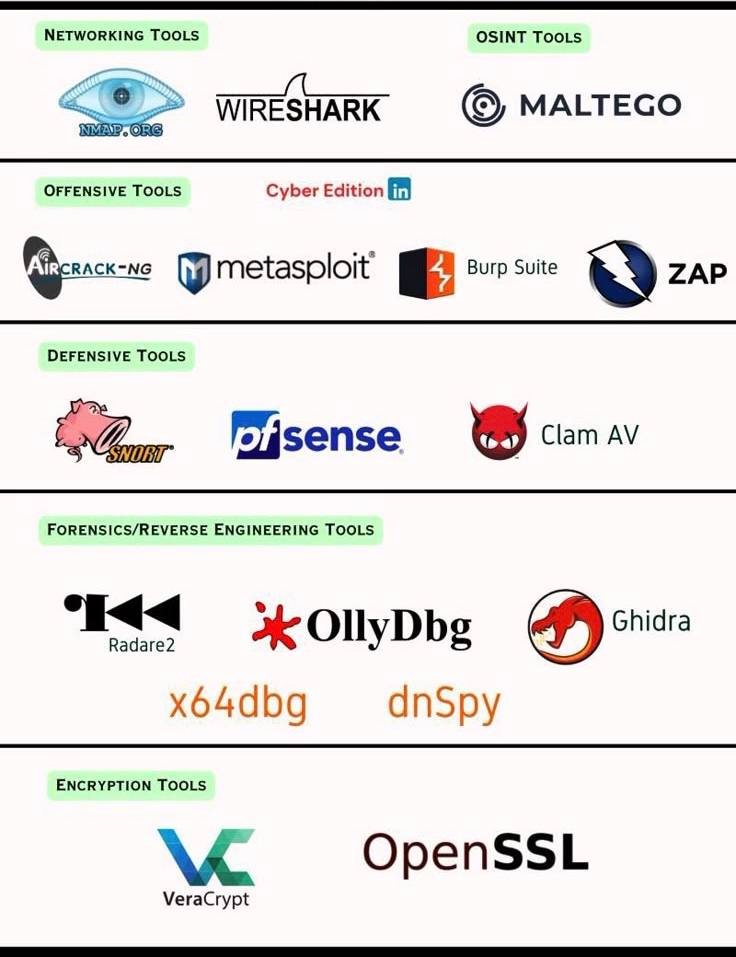 Networking Tools
OSINT Tools
NMAP.ORG
WIRESHARK
MALTEGO
Offensive Tools
Cyber Edition in
AIRCRACK-NG
metasploit®
Burp Suite
ZAP
Defensive Tools
SNORT
pfsense
Clam AV
Forensics/Reverse Engineering Tools
Radare2
OllyDbg
Ghidra
x64dbg
dnSpy
Encryption Tools
VC
VeraCrypt
OpenSSL